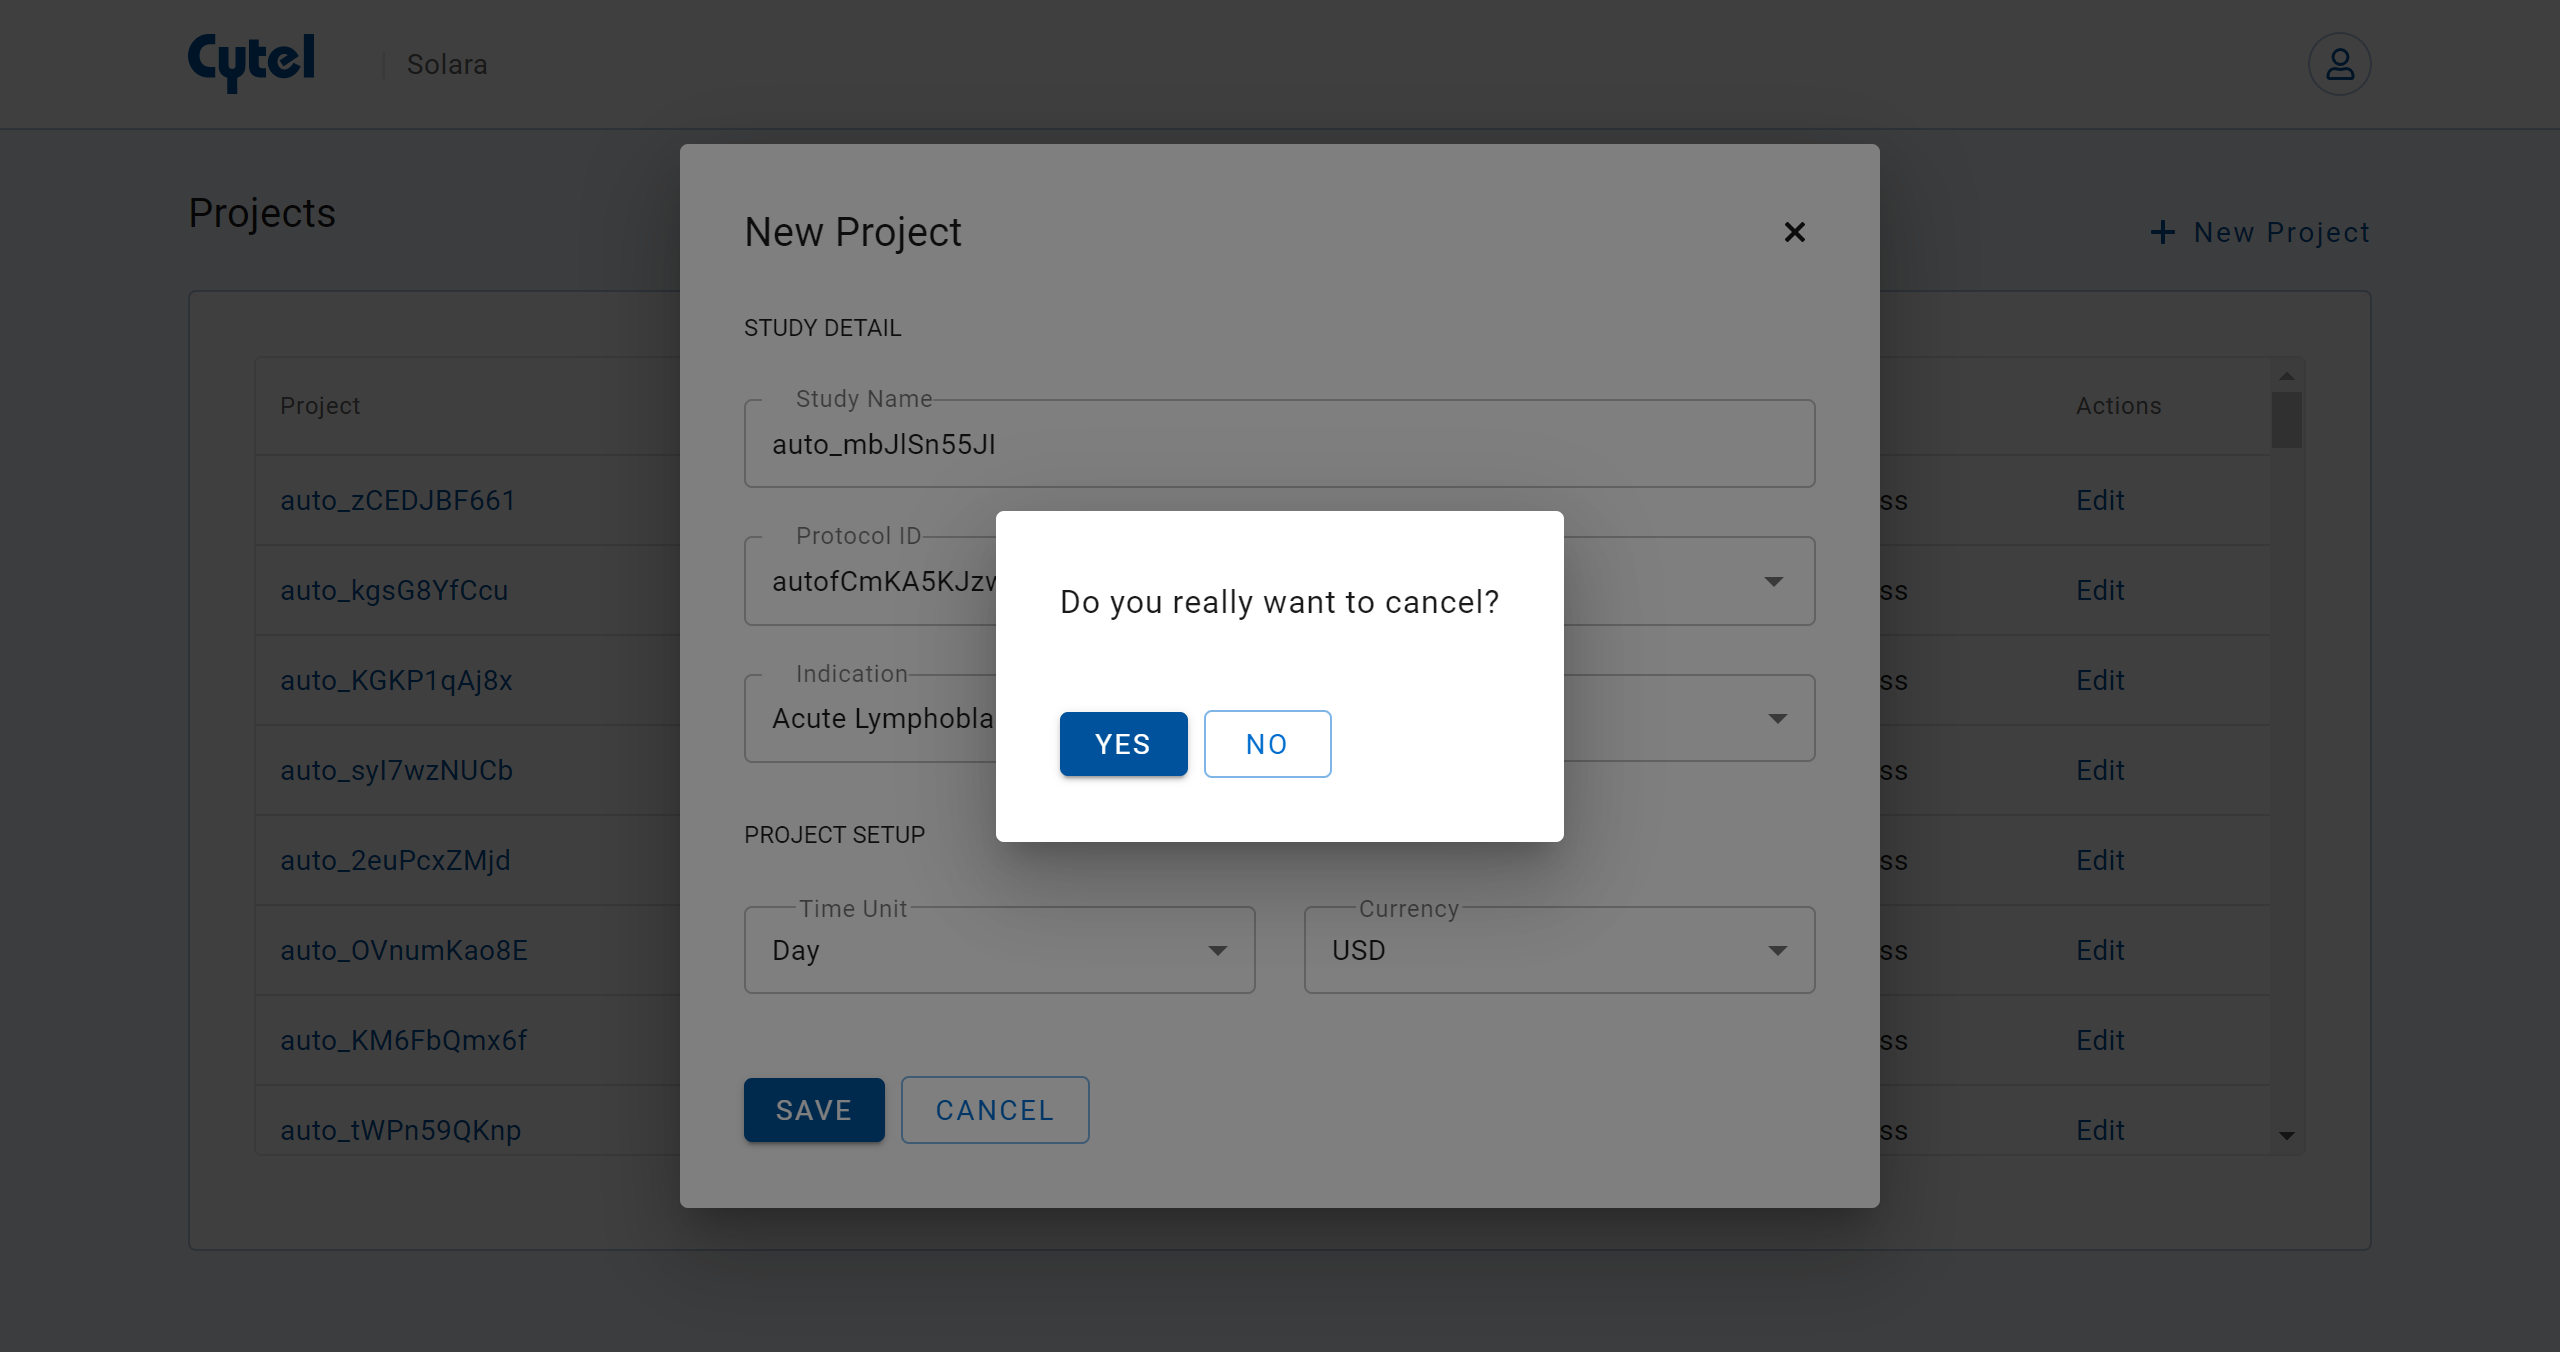 Cytel
Solara
Projects
New Project
Project
Actions
auto_zCEDJBF661
ss
Edit
auto_kgsG8YfCcu
ss
Edit
auto_KGKP1qAj8x
ss
Edit
auto_syI7wzNUCb
ss
Edit
auto_2euPcxZMjd
ss
Edit
auto_OVnumKao8E
ss
Edit
auto_KM6FbQmx6f
ss
Edit
auto_tWPn59QKnp
ss
Edit
New Project
STUDY DETAIL
Study Name
auto_mbJlSn55JI
Protocol ID
autofCmKA5KJzw
Indication
Acute Lymphobla
PROJECT SETUP
Time Unit
Day
Currency
USD
SAVE
CANCEL
Do you really want to cancel?
YES
NO